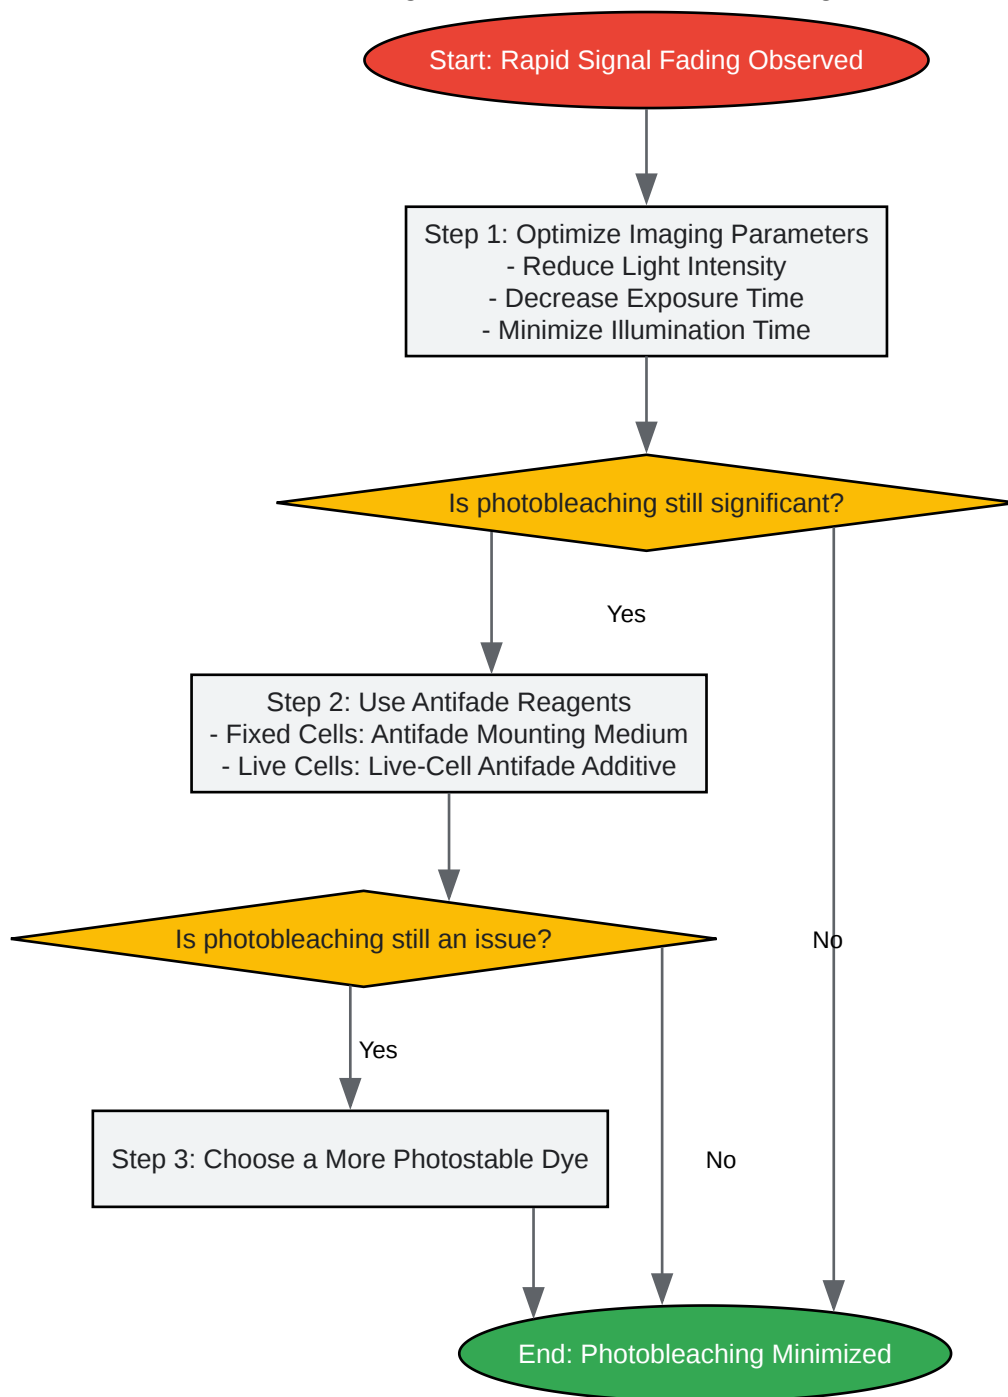 Start: Rapid Signal Fading Observed
Step 1: Optimize Imaging Parameters
- Reduce Light Intensity
- Decrease Exposure Time
- Minimize Illumination Time
Is photobleaching still significant?
Yes
Step 2: Use Antifade Reagents
- Fixed Cells: Antifade Mounting Medium
- Live Cells: Live-Cell Antifade Additive
Is photobleaching still an issue?
No
Yes
Step 3: Choose a More Photostable Dye
No
End: Photobleaching Minimized